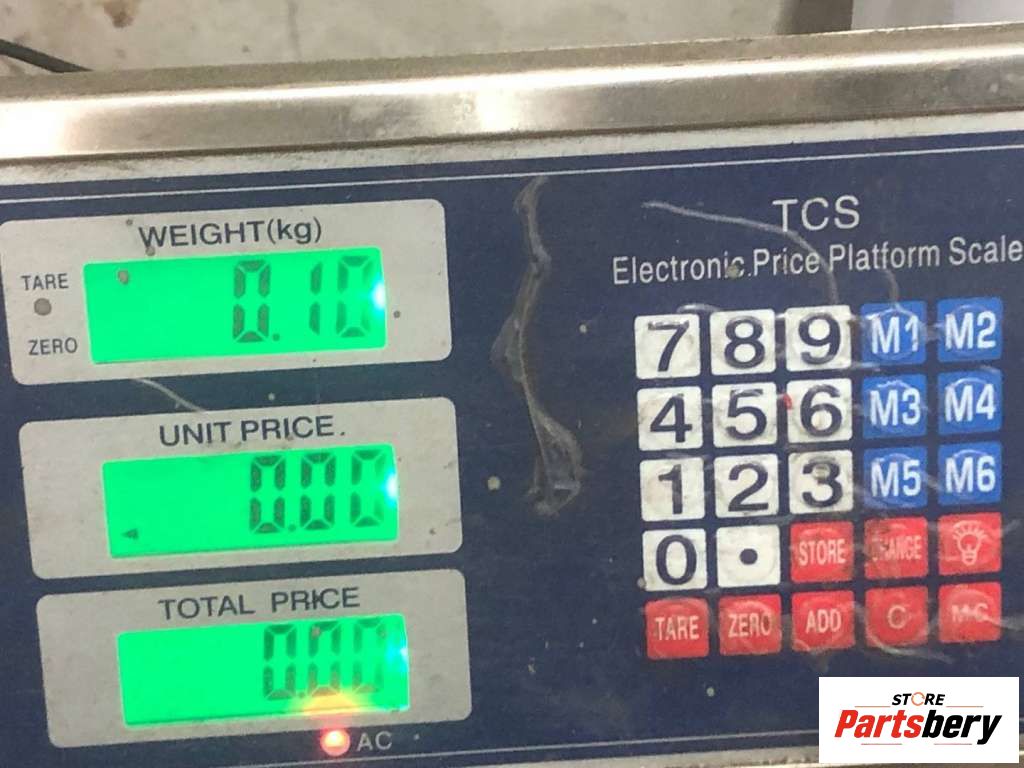 WEIGHT(kg)
TARE
ZERO
0.10
UNIT PRICE.
0.00
TOTAL PRICE
0.00
AC
TCS
Electronic Price Platform Scale
7 8 9 M1 M2
4 5 6 M3 M4
1 2 3 M5 M6
0 . STORE CHANGE
TARE ZERO ADD C MC
STORE
Partsbery